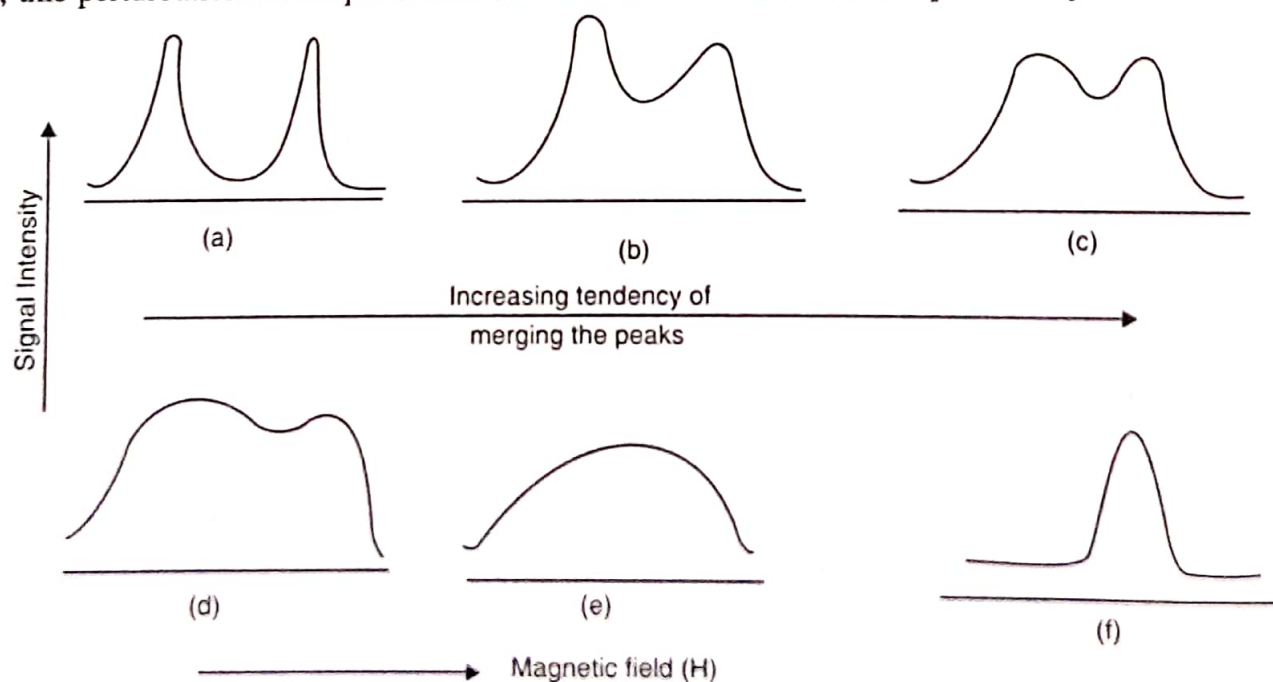 (a)
(b)
(c)
Signal Intensity
Increasing tendency of
merging the peaks
(d)
(e)
(f)
Magnetic field (H)